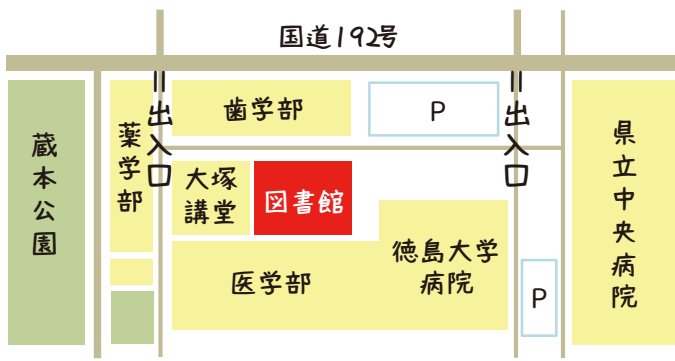 国道192号
蔵本公園
薬学部
=出入口
歯学部
P
=出入口
県立中央病院
大塚
講堂
図書館
医学部
徳島大学
病院
P